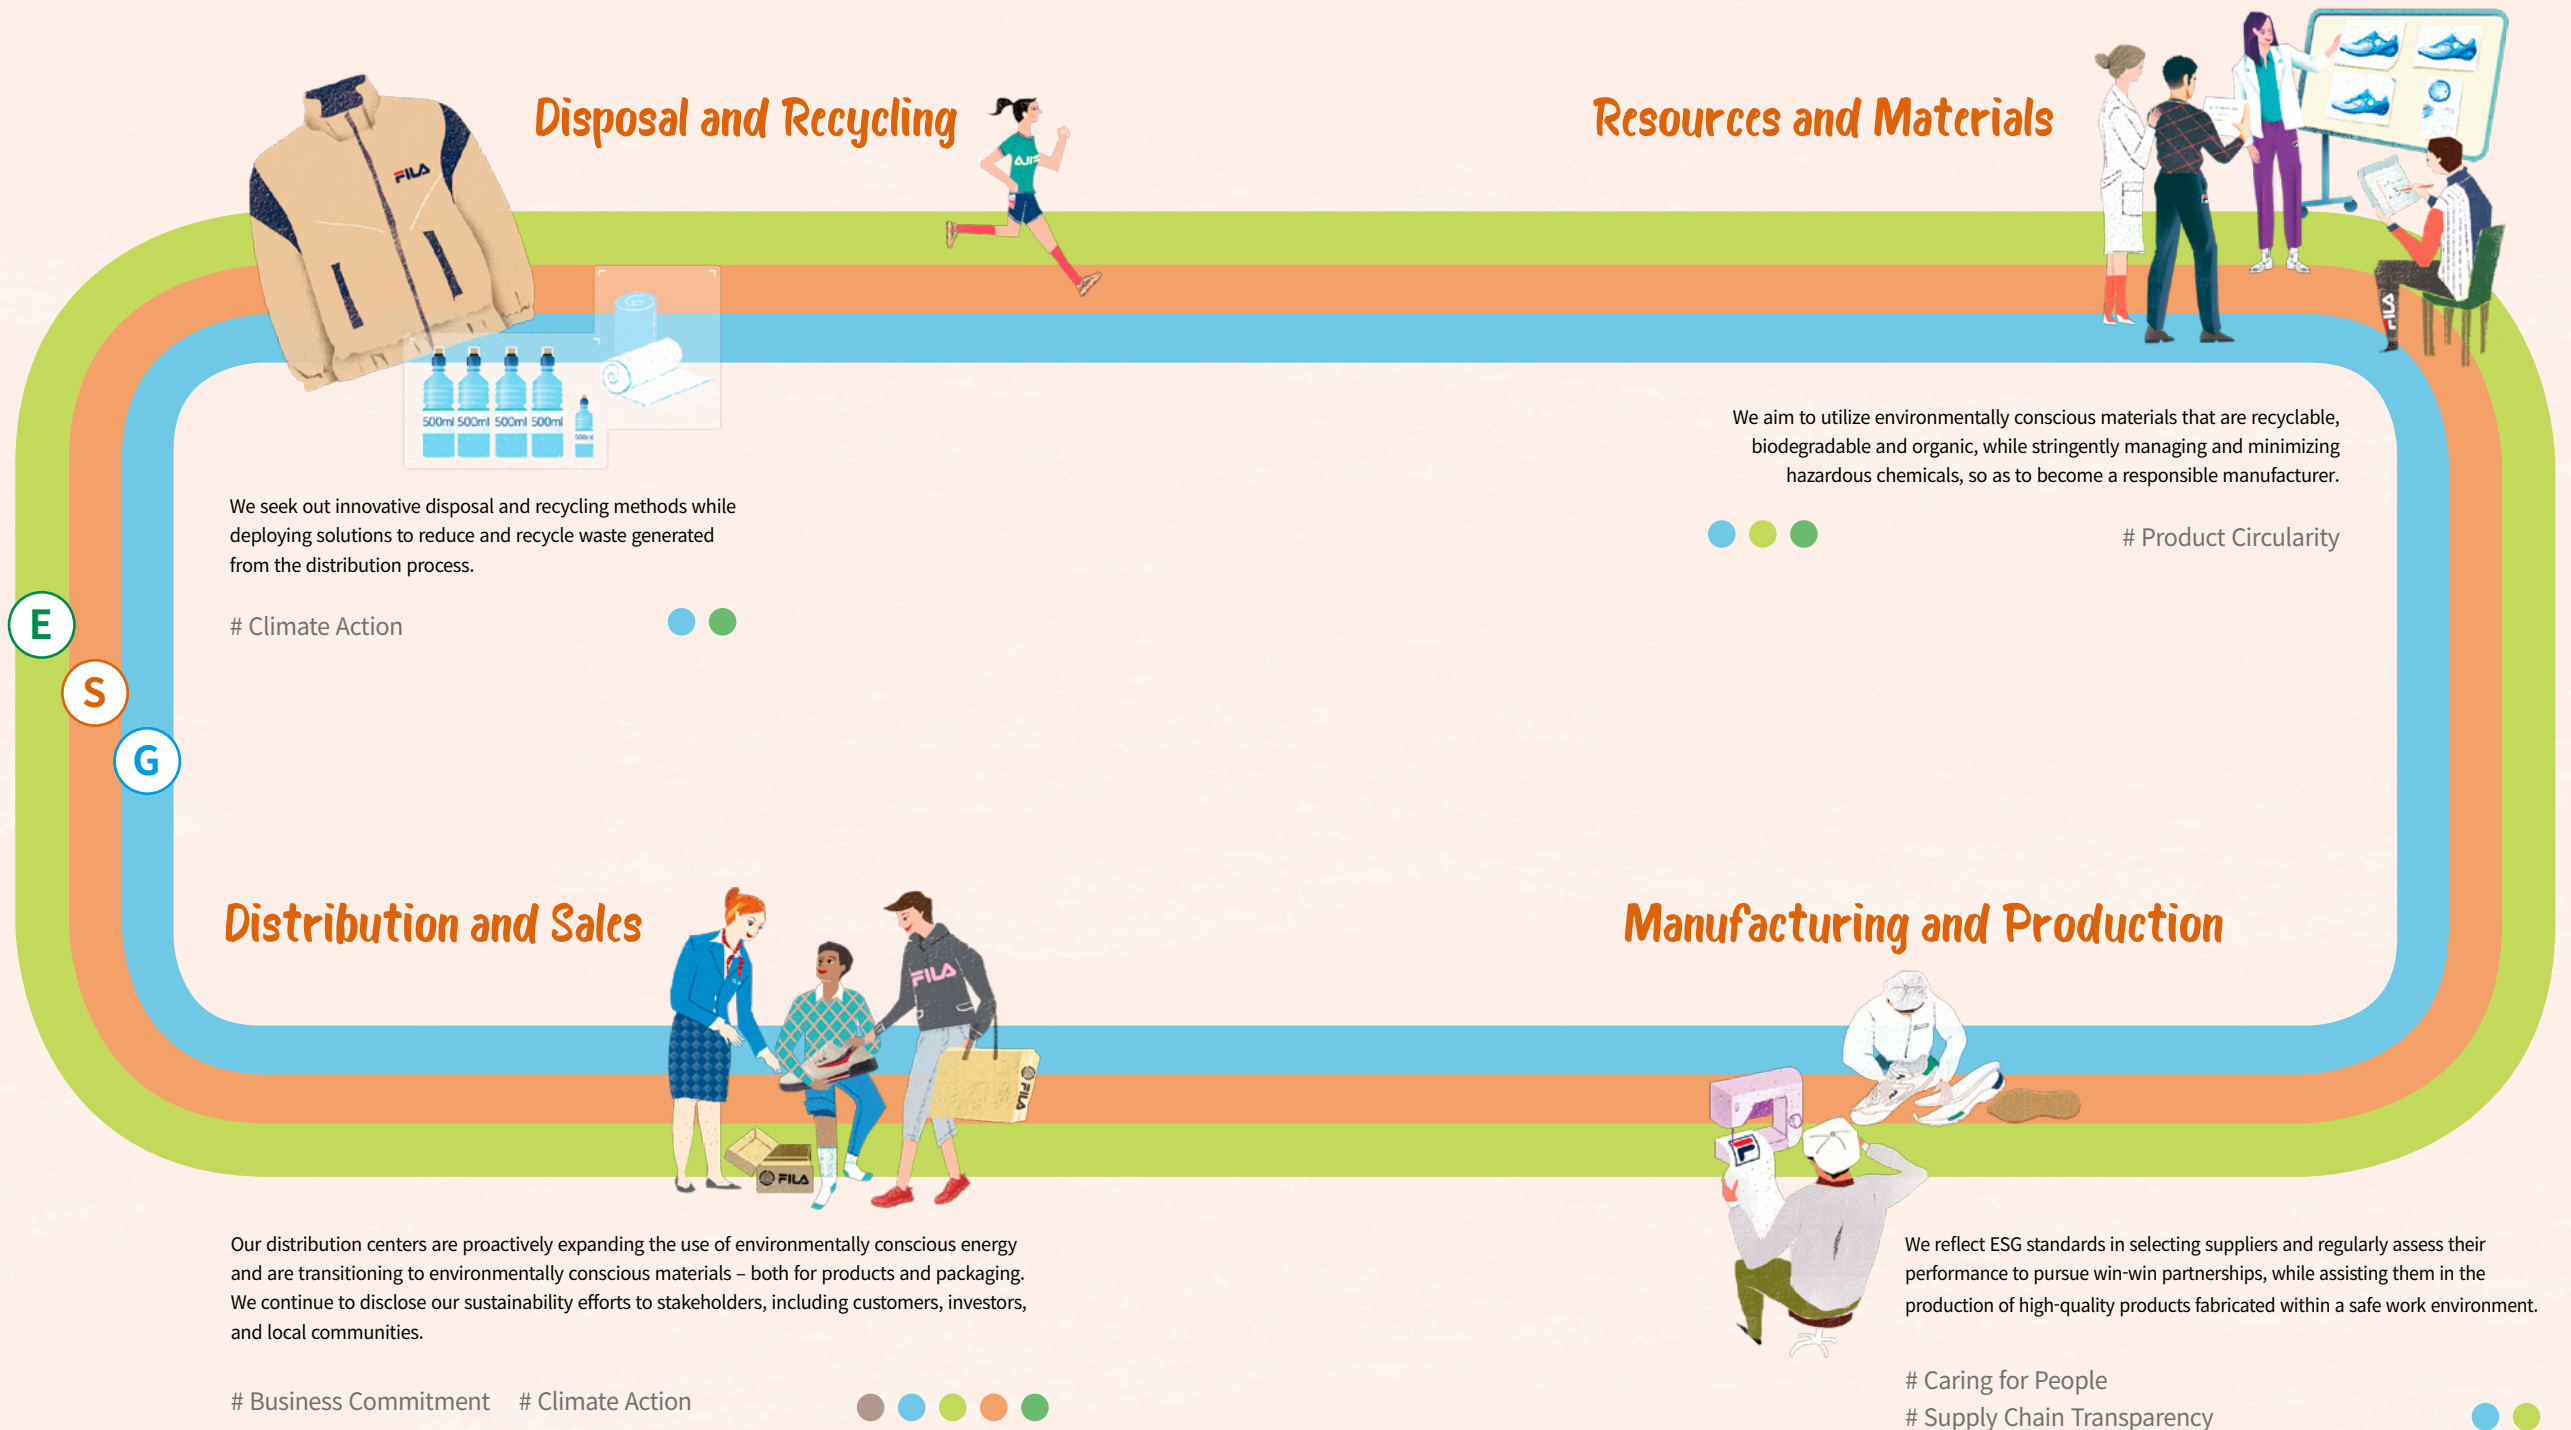 Disposal and Recycling
FILA
500ml 500ml 500ml 500ml
500ml
We seek out innovative disposal and recycling methods while
deploying solutions to reduce and recycle waste generated
from the distribution process.
# Climate Action
Resources and Materials
FILA
We aim to utilize environmentally conscious materials that are recyclable,
biodegradable and organic, while stringently managing and minimizing
hazardous chemicals, so as to become a responsible manufacturer.
# Product Circularity
E
S
G
Distribution and Sales
FILA
FILA
FILA
Our distribution centers are proactively expanding the use of environmentally conscious energy
and are transitioning to environmentally conscious materials – both for products and packaging.
We continue to disclose our sustainability efforts to stakeholders, including customers, investors,
and local communities.
# Business Commitment # Climate Action
Manufacturing and Production
We reflect ESG standards in selecting suppliers and regularly assess their
performance to pursue win-win partnerships, while assisting them in the
production of high-quality products fabricated within a safe work environment.
# Caring for People
# Supply Chain Transparency